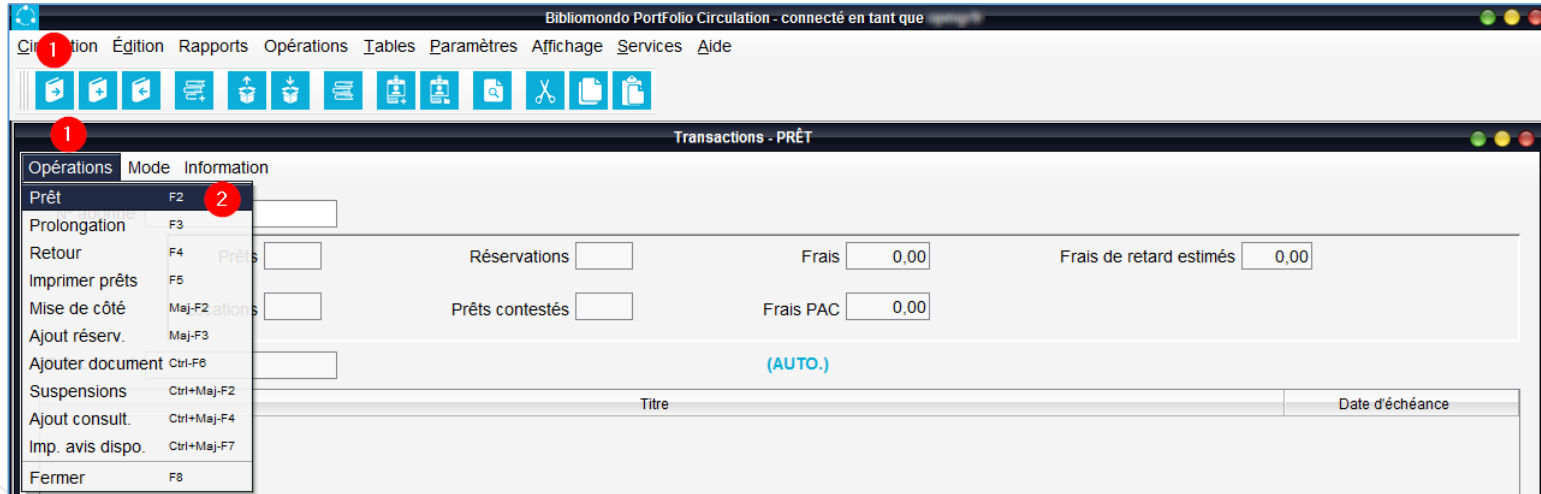 Bibliomondo PortFolio Circulation - connecté en tant que
1
Édition Rapports Opérations Tables Paramètres Affichage Services Aide
1
Transactions - PRÊT
Opérations Mode Information
Prêt F2 2
Prolongation F3
Retour F4 Prêts Réservations Frais 0,00 Frais de retard estimés 0,00
Imprimer prêts F5
Mise de côté Maj-F2 Prêts contestés Frais PAC 0,00
Ajout réserv. Maj-F3
Ajouter document Ctrl-F6 (AUTO.)
Suspensions Ctrl+Maj-F2
Titre Date d'échéance
Ajout consult. Ctrl+Maj-F4
Imp. avis dispo. Ctrl+Maj-F7
Fermer F8